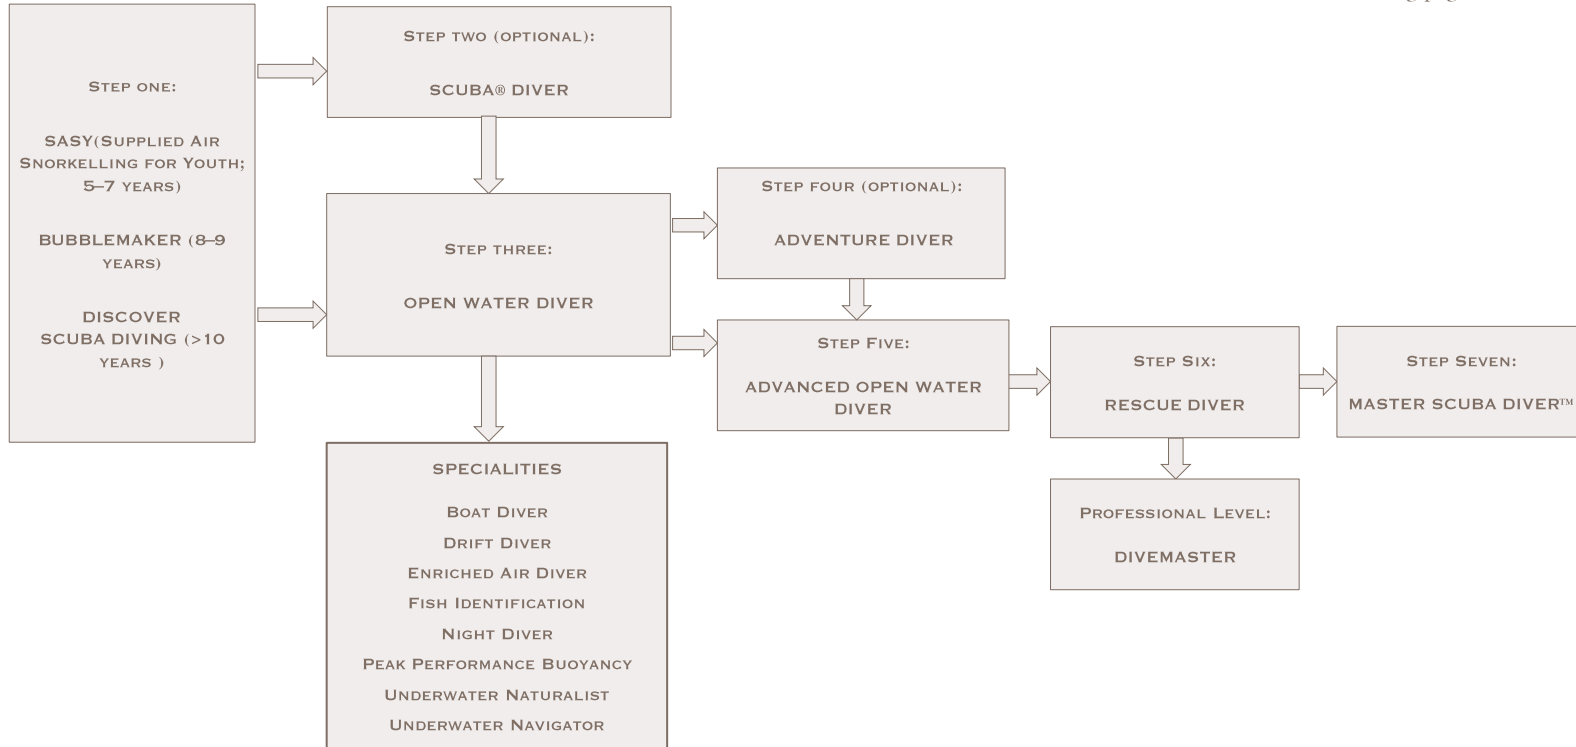 Step one:
SASY(Supplied Air
Snorkelling for Youth;
5–7 years)
BUBBLEMAKER (8–9
years)
DISCOVER
SCUBA DIVING (>10
years )
Step two (optional):
SCUBA® DIVER
Step three:
OPEN WATER DIVER
SPECIALITIES
Boat Diver
Drift Diver
Enriched Air Diver
Fish Identification
Night Diver
Peak Performance Buoyancy
Underwater Naturalist
Underwater Navigator
Step four (optional):
ADVENTURE DIVER
Step Five:
ADVANCED OPEN WATER
DIVER
Step Six:
RESCUE DIVER
Professional Level:
DIVEMASTER
Step Seven:
MASTER SCUBA DIVER™